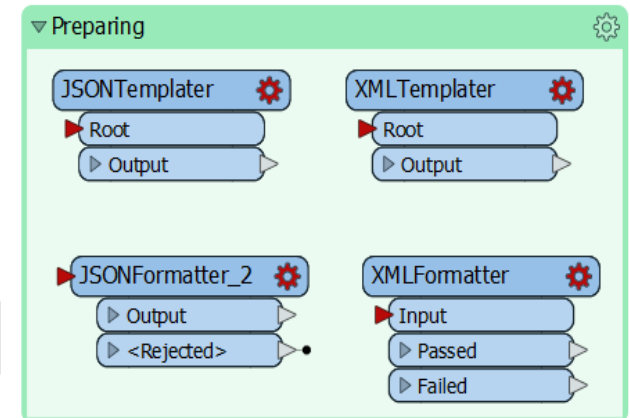 Preparing
JSONTemplater
Root
Output
XMLTemplater
Root
Output
JSONFormatter_2
Output
<Rejected>
XMLFormatter
Input
Passed
Failed